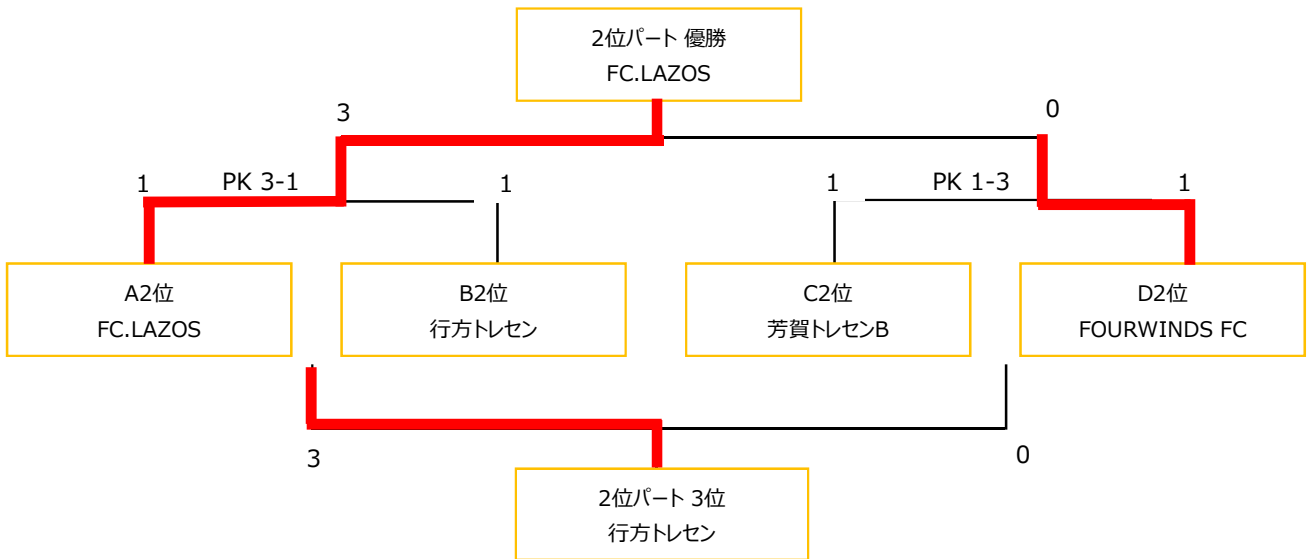 2位パート 優勝
FC.LAZOS
3
0
1
PK 3-1
1
1
PK 1-3
1
A2位
FC.LAZOS
B2位
行方トレセン
C2位
芳賀トレセンB
D2位
FOURWINDS FC
3
0
2位パート 3位
行方トレセン